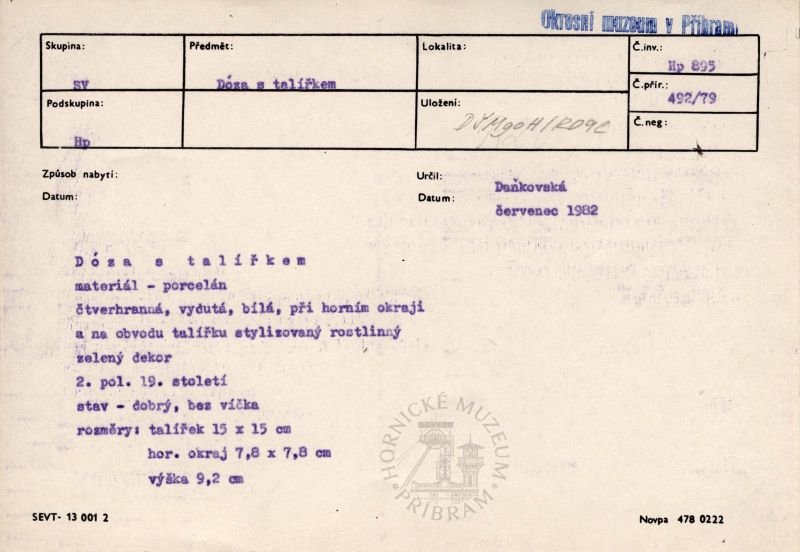 Okresní muzeum v Příbrami
Skupina:
SV
Předmět:
Dóza s talířkem
Lokalita:
Č.inv.:
Hp 895
Č.přír.:
492/79
Podskupina:
Hp
Uložení:
Č.neg:
Způsob nabytí:
Datum:
Určil:
Daňkovská
Datum:
červenec 1982
Dóza s talířkem
materiál - porcelán
čtverhranná, vydutá, bílá, při horním okraji
a na obvodu talířku stylizovaný rostlinný
zelený dekor
2. pol. 19. století
stav - dobrý, bez víčka
rozměry: talířek 15 x 15 cm
hor. okraj 7,8 x 7,8 cm
výška 9,2 cm
HORNICKÉ MUZEUM
PŘÍBRAM
SEVT- 13 001 2
Novpa 478 0222